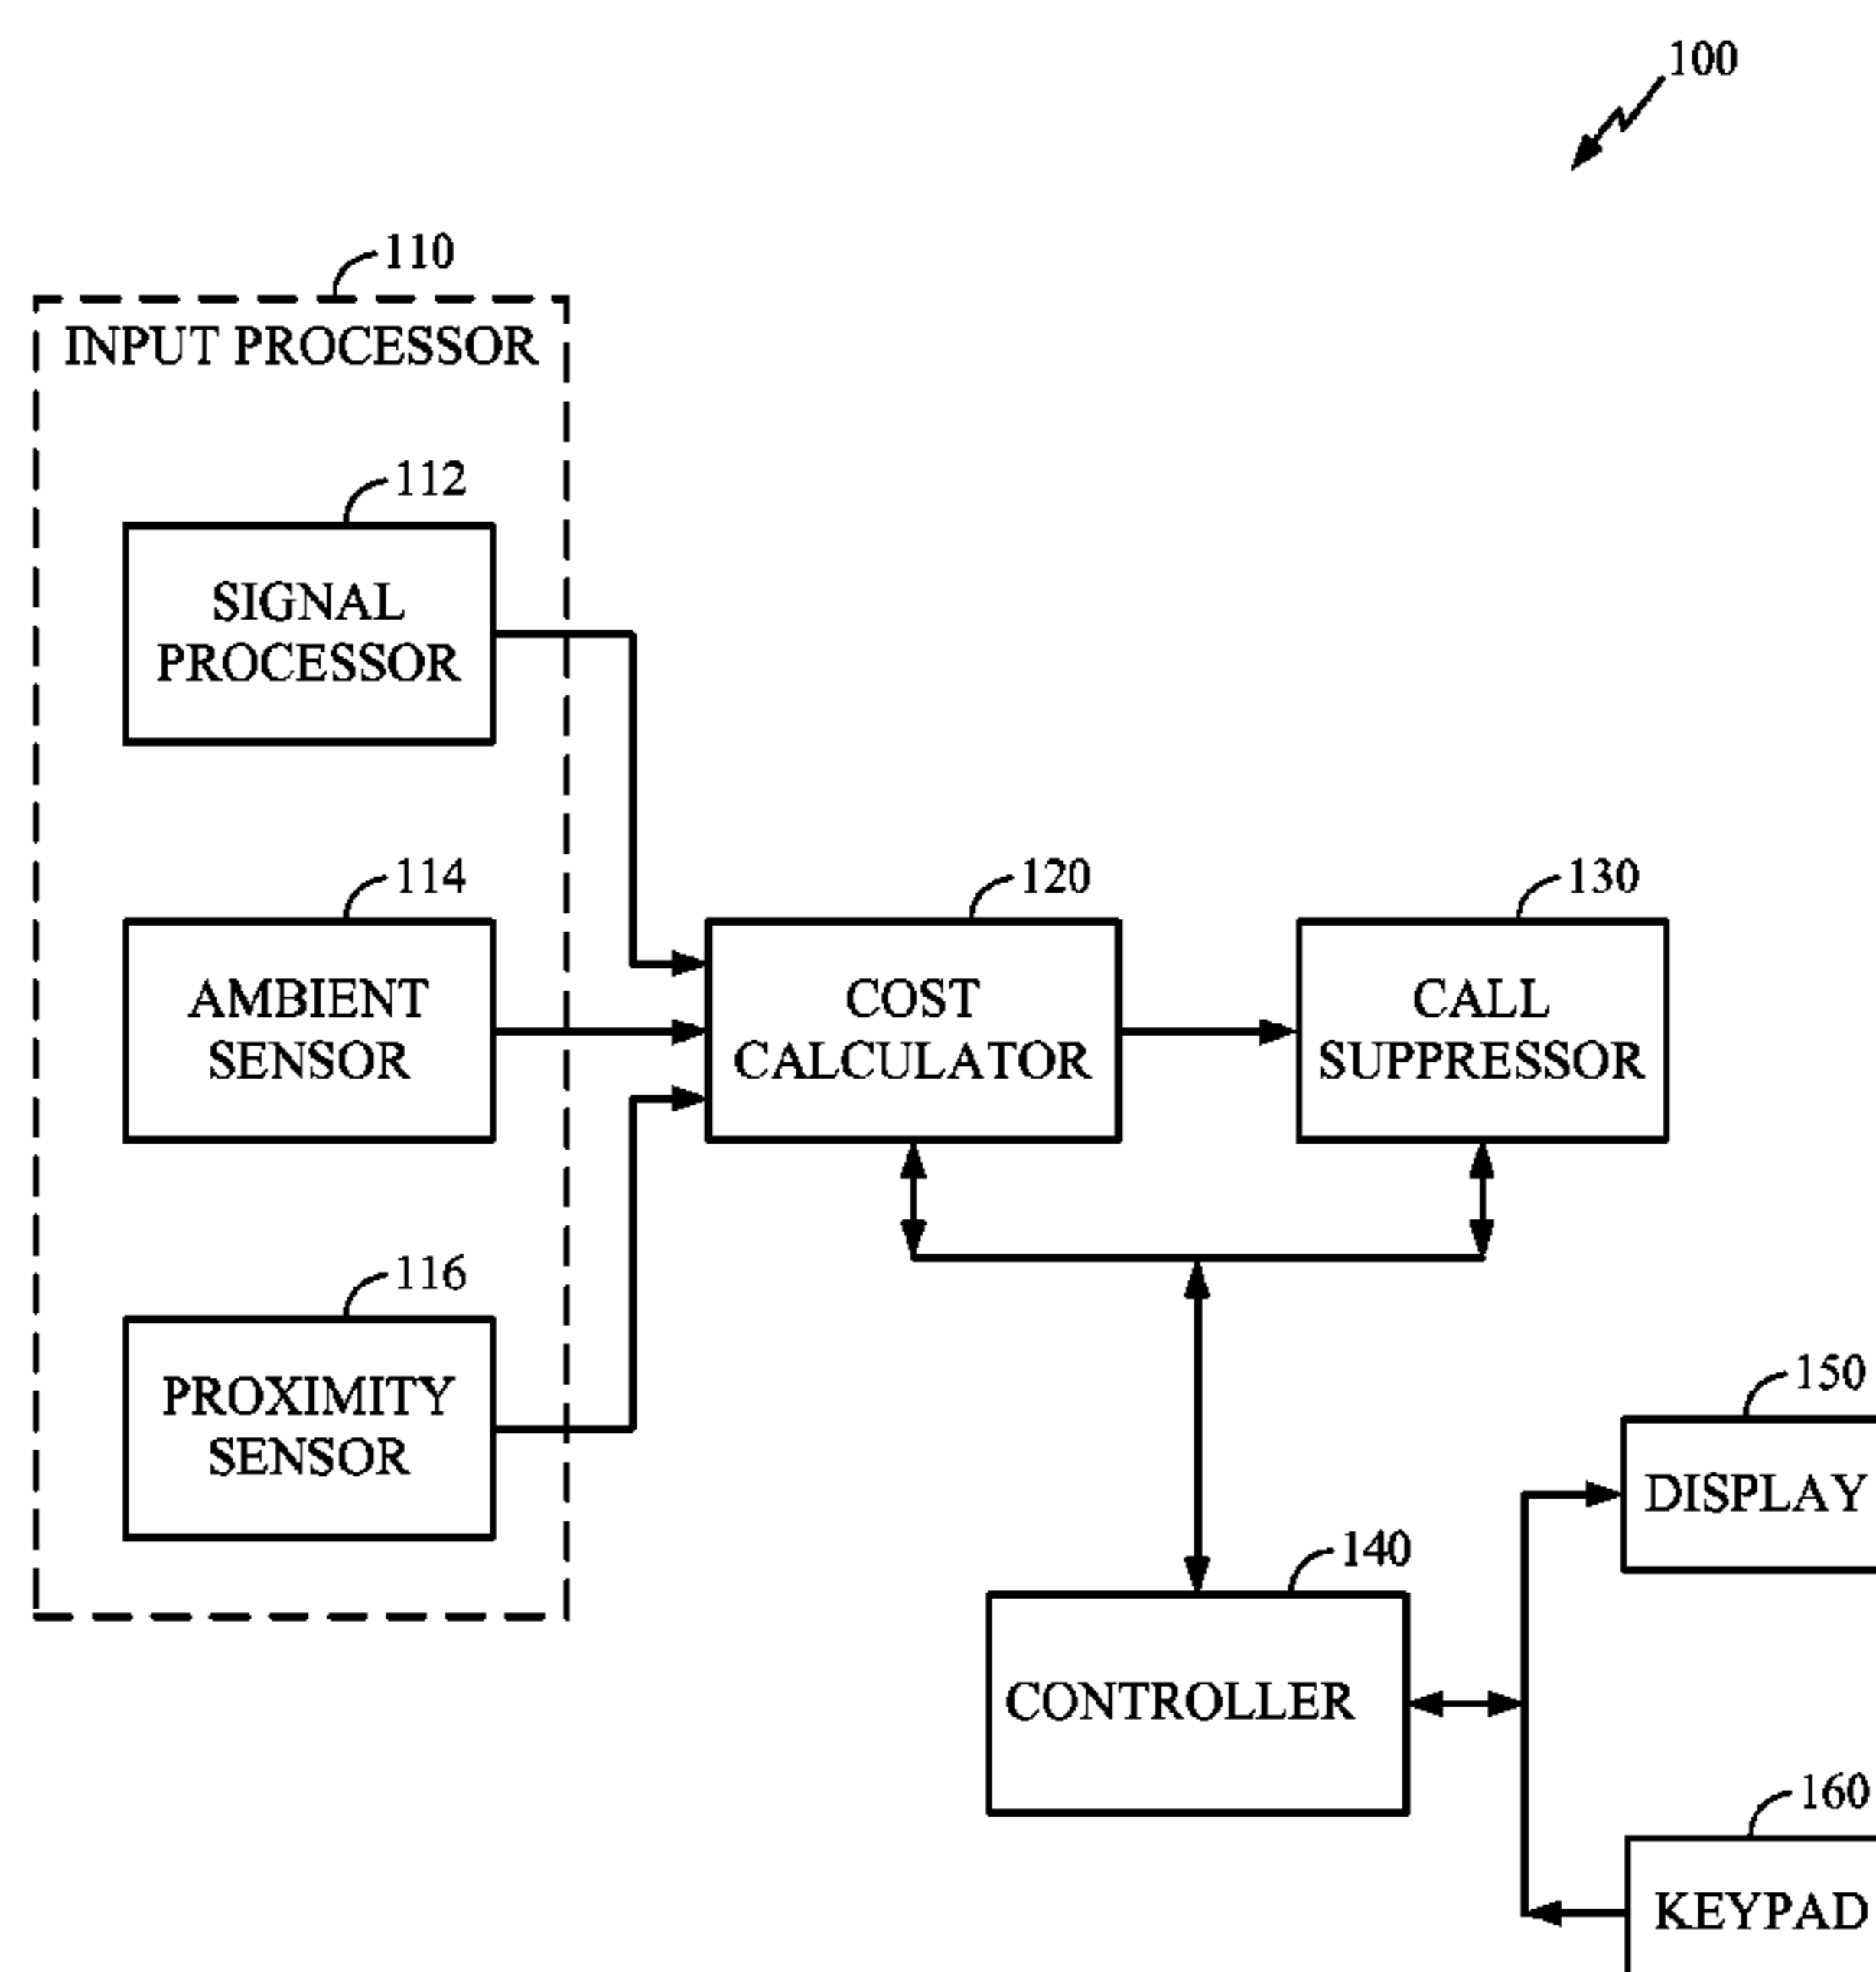 100
110
INPUT PROCESSOR
112
SIGNAL
PROCESSOR
114
AMBIENT
SENSOR
116
PROXIMITY
SENSOR
120
COST
CALCULATOR
130
CALL
SUPPRESSOR
140
CONTROLLER
150
DISPLAY
160
KEYPAD